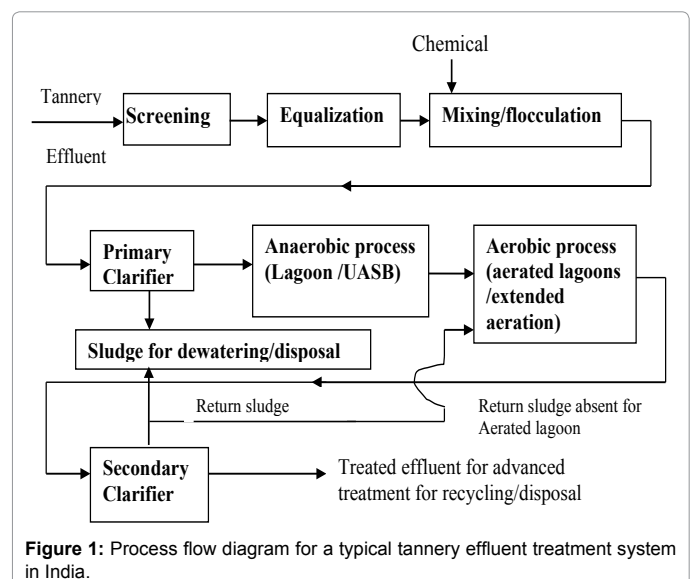 Chemical
Tannery
Effluent
Screening
Equalization
Mixing/flocculation
Primary
Clarifier
Anaerobic process
(Lagoon /UASB)
Aerobic process
(aerated lagoons
/extended
aeration)
Sludge for dewatering/disposal
Return sludge
Return sludge absent for
Aerated lagoon
Secondary
Clarifier
Treated effluent for advanced
treatment for recycling/disposal
Figure 1: Process flow diagram for a typical tannery effluent treatment system
in India.